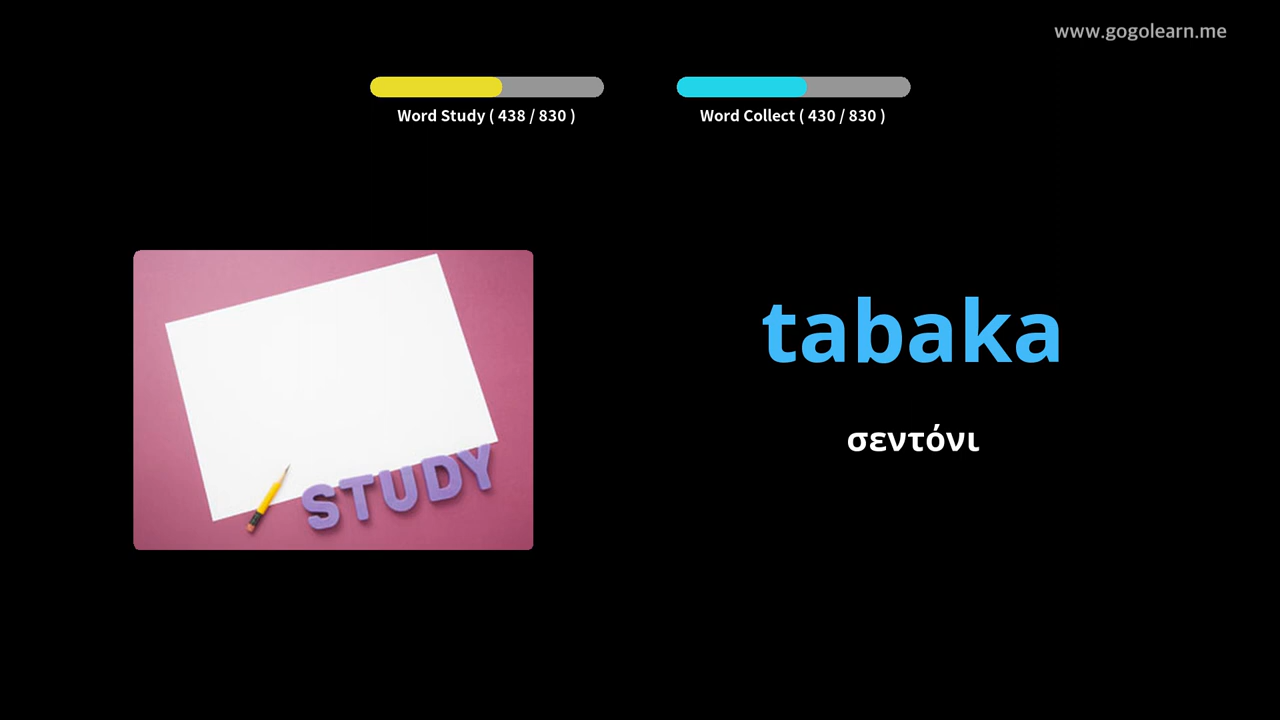 www.gogolearn.me
Word Study ( 438 / 830 )
Word Collect ( 430 / 830 )
STUDY
tabaka
σεντόνι